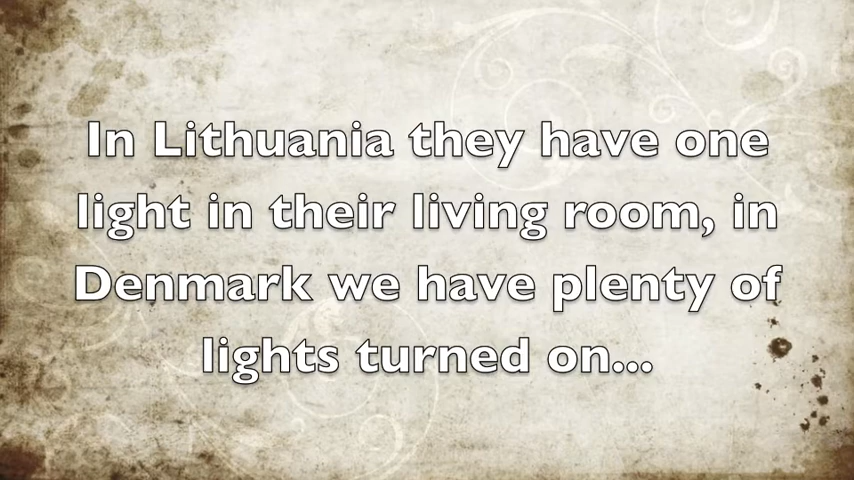 In Lithuania they have one
light in their living room, in
Denmark we have plenty of
lights turned on...